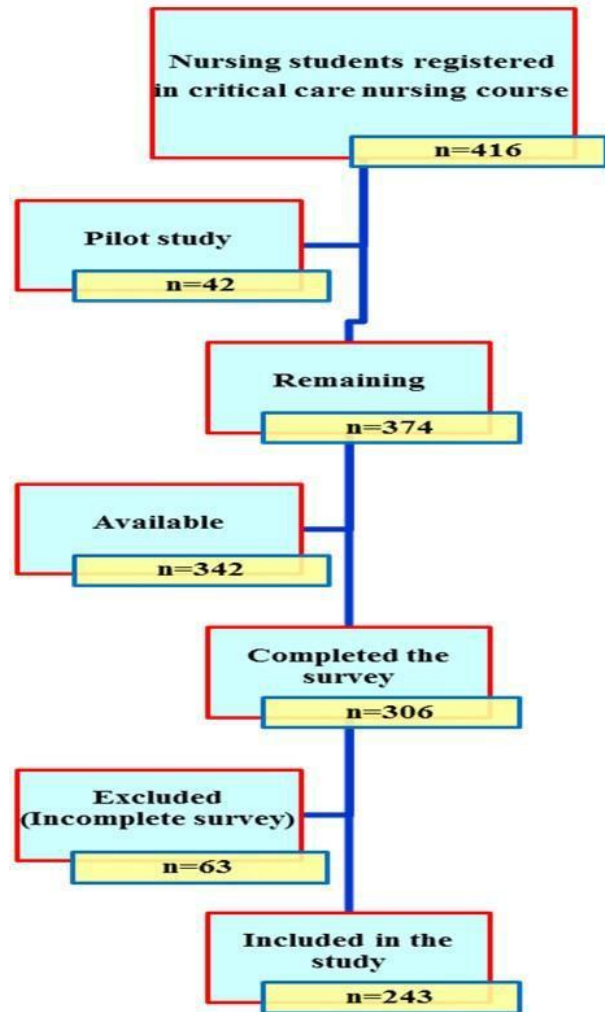 Nursing students registered
in critical care nursing course
n=416
Pilot study
n=42
Remaining
n=374
Available
n=342
Completed the
survey
n=306
Excluded
(Incomplete survey)
n=63
Included in the
study
n=243